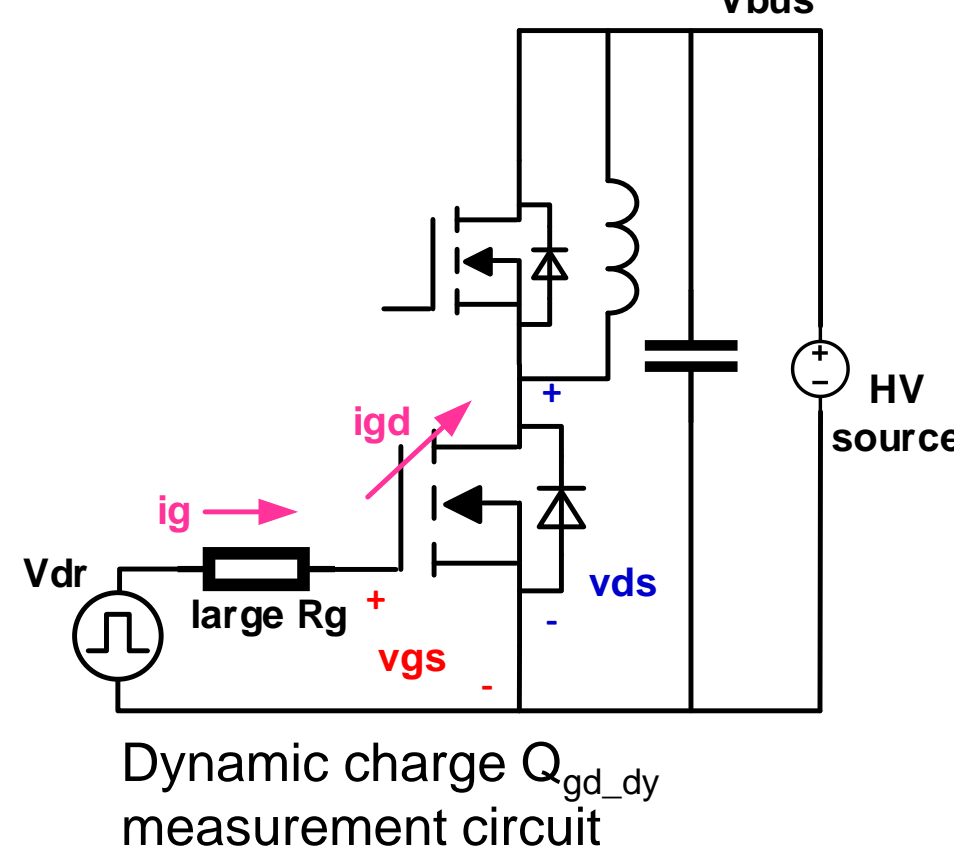 Vbus
+
-
HV
source
+
igd
ig
Vdr
large Rg
+
vgs
-
vds
-
Dynamic charge Qgd_dy
measurement circuit